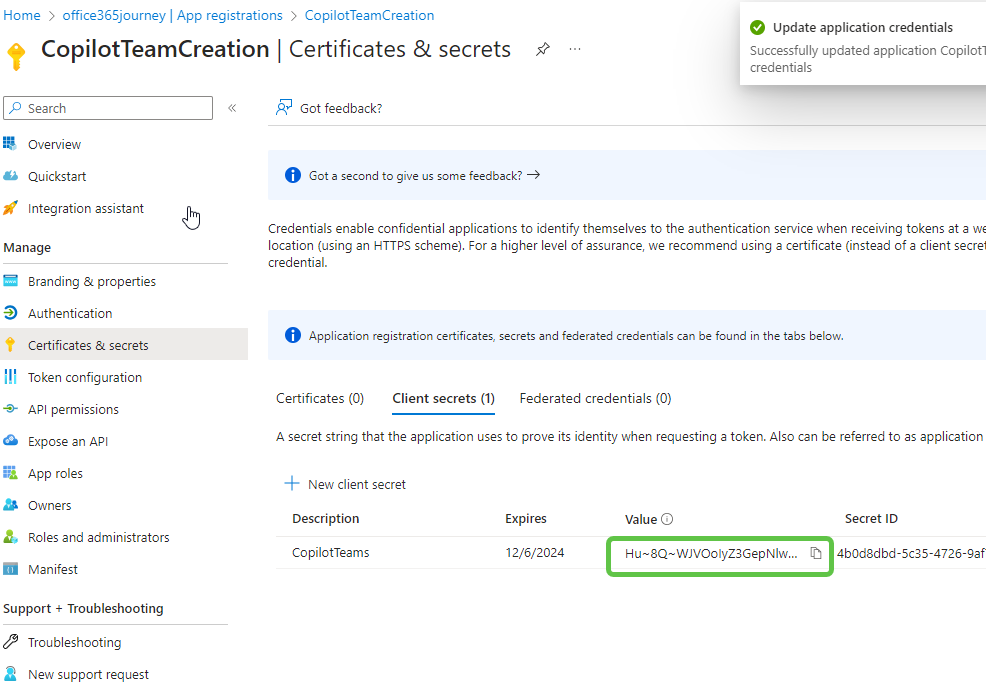 Home > office365journey | App registrations > CopilotTeamCreation
CopilotTeamCreation | Certificates & secrets
Update application credentials
Successfully updated application CopilotT
credentials
Search
Overview
Quickstart
Integration assistant
Manage
Branding & properties
Authentication
Certificates & secrets
Token configuration
API permissions
Expose an API
App roles
Owners
Roles and administrators
Manifest
Support + Troubleshooting
Troubleshooting
New support request
Got feedback?
Got a second to give us some feedback? →
Credentials enable confidential applications to identify themselves to the authentication service when receiving tokens at a we
location (using an HTTPS scheme). For a higher level of assurance, we recommend using a certificate (instead of a client secret
credential.
Application registration certificates, secrets and federated credentials can be found in the tabs below.
Certificates (0) Client secrets (1) Federated credentials (0)
A secret string that the application uses to prove its identity when requesting a token. Also can be referred to as application
New client secret
Description Expires Value Secret ID
CopilotTeams 12/6/2024 Hu~8Q~WJVOolyZ3GepNlw... 4b0d8dbd-5c35-4726-9af